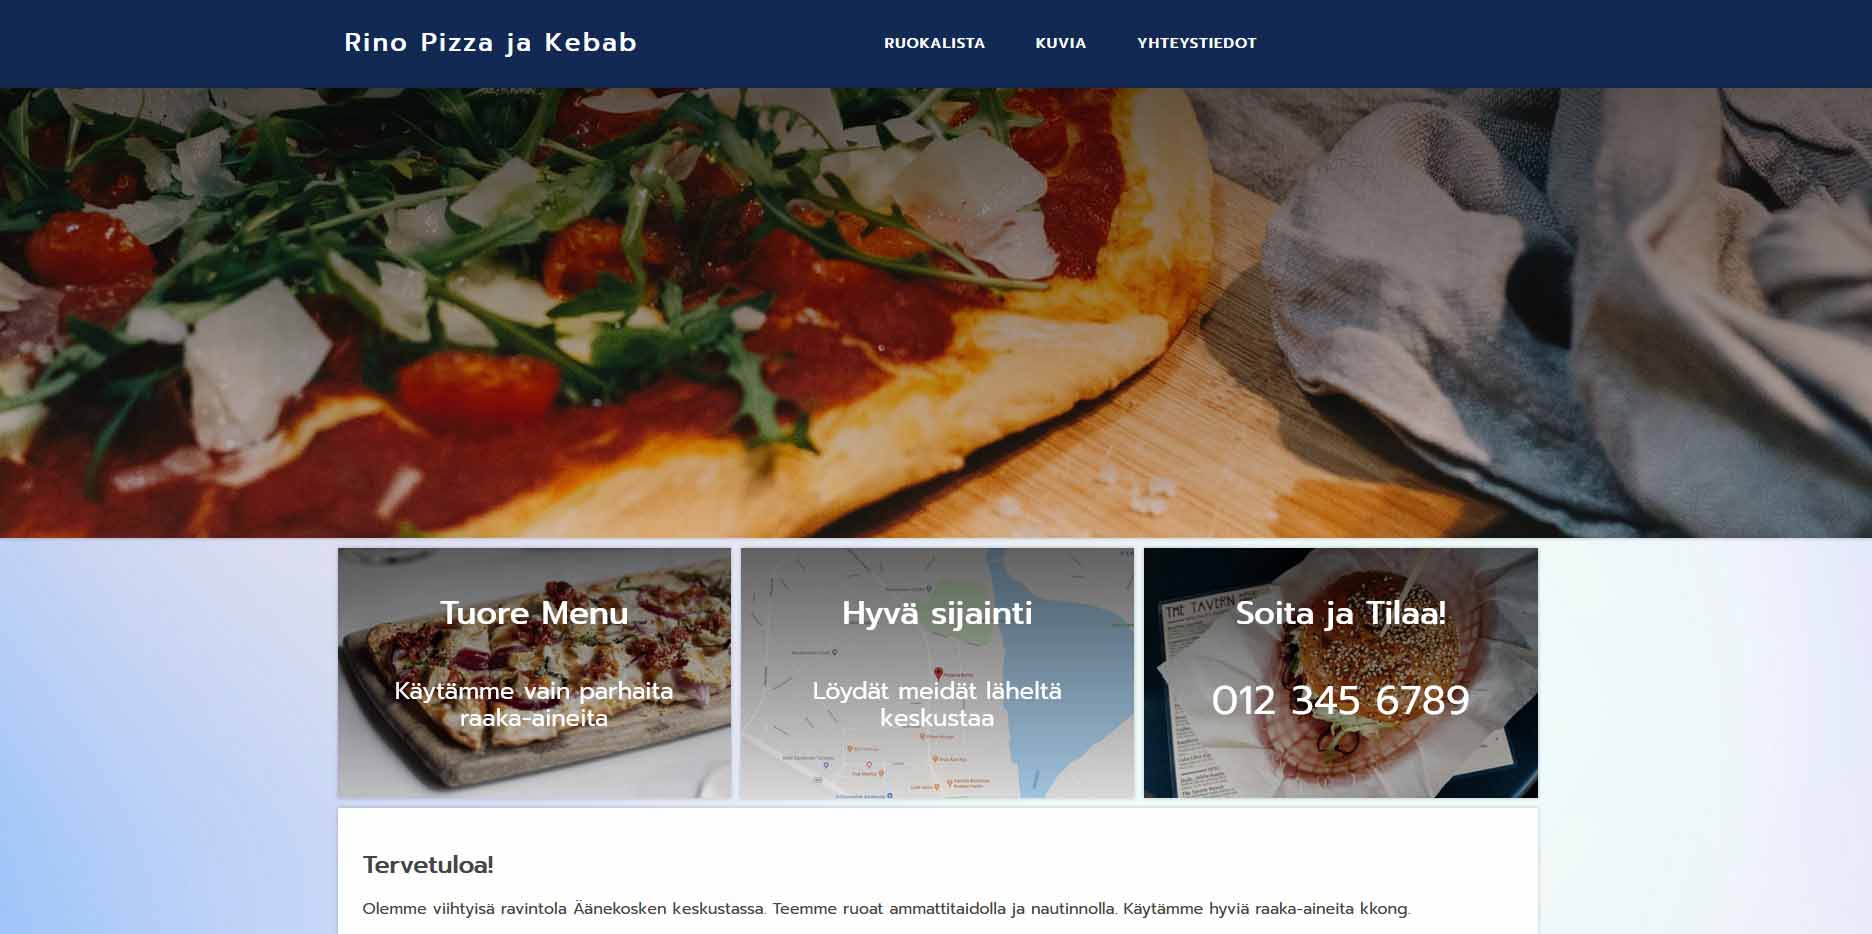 Rino Pizza ja Kebab
RUOKALISTA KUVIA YHTEYSTIEDOT
Tuore Menu
Käytämme vain parhaita
raaka-aineita
Hyvä sijainti
Löydät meidät läheltä
keskustaa
THE TAVERN
Soita ja Tilaa!
012 345 6789
Tervetuloa!
Olemme viihtyisä ravintola Äänekosken keskustassa. Teemme ruoat ammattitaidolla ja nautinnolla. Käytämme hyviä raaka-aineita kkong.